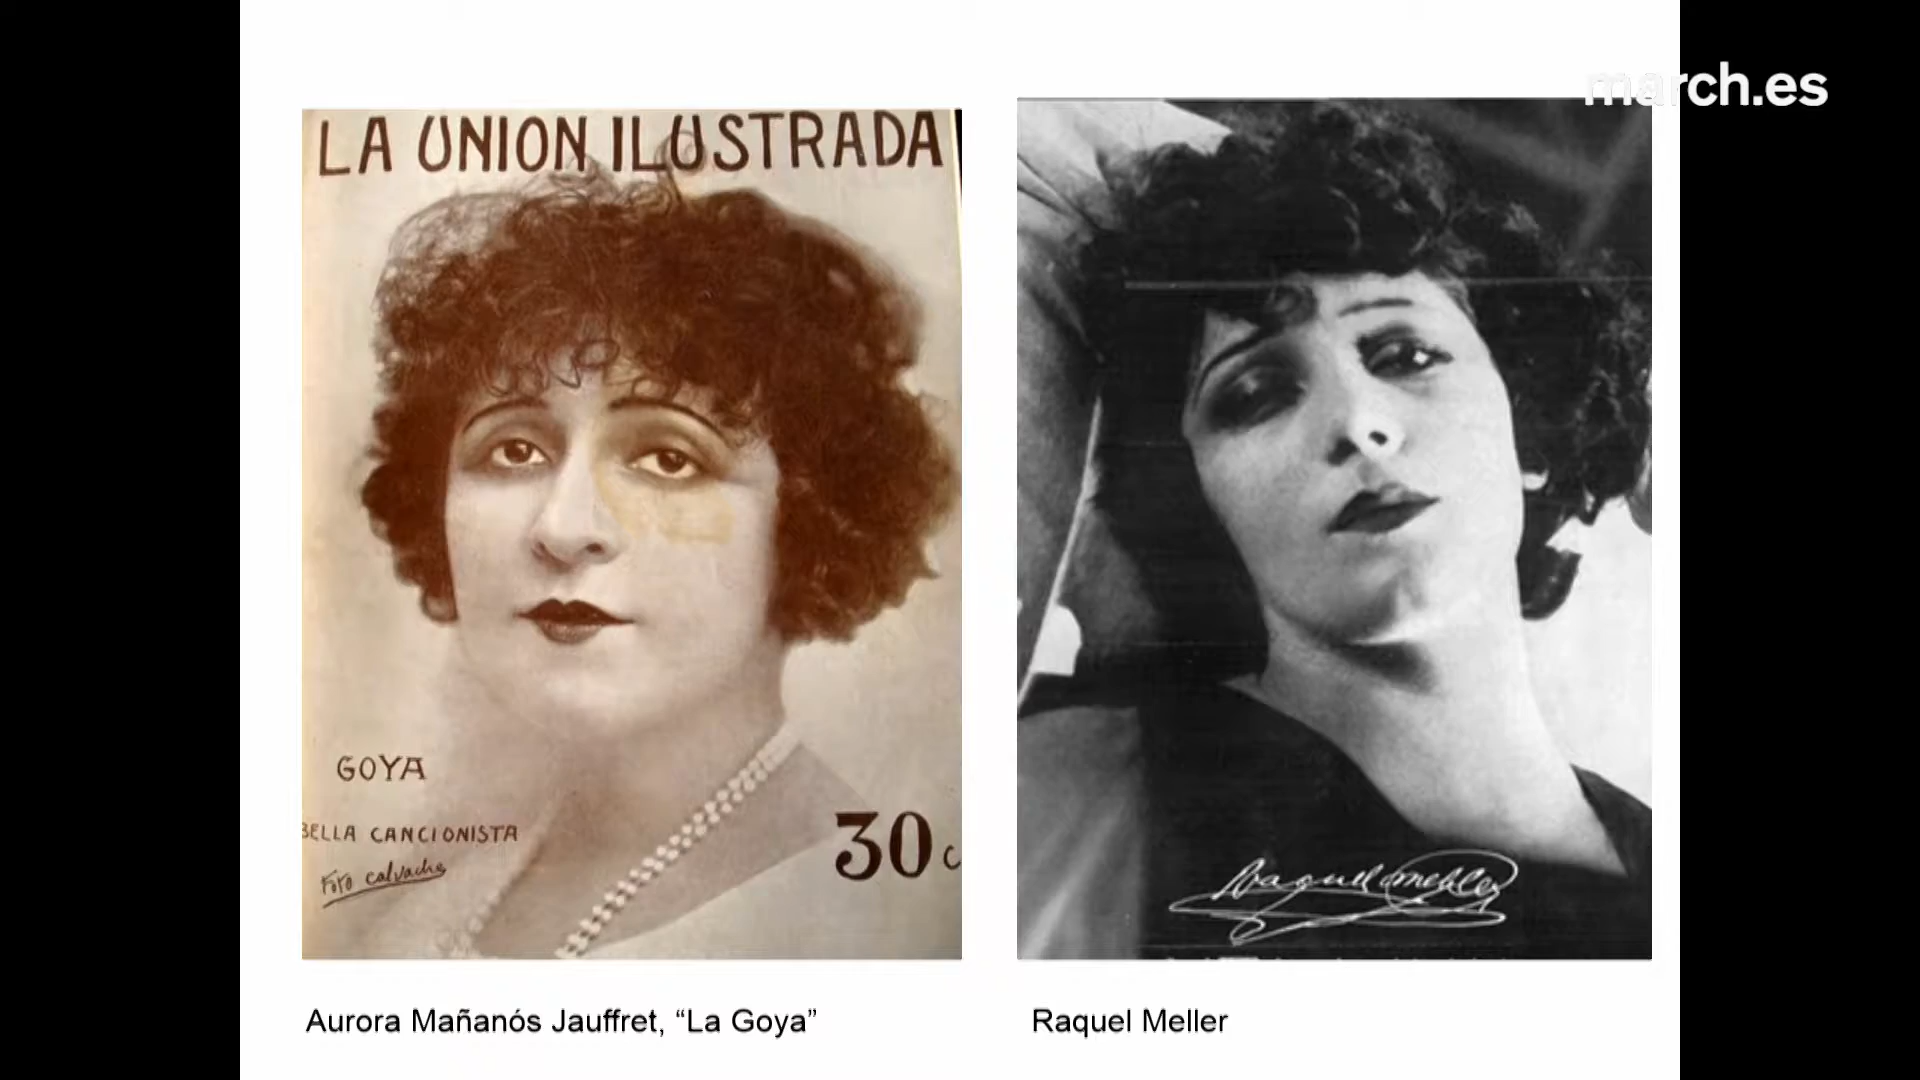 march.es
LA UNION ILUSTRADA
GOYA
BELLA CANCIONISTA
Foto Calvache
30 c
Raquel Meller
Aurora Mañanós Jauffret, “La Goya”
Raquel Meller